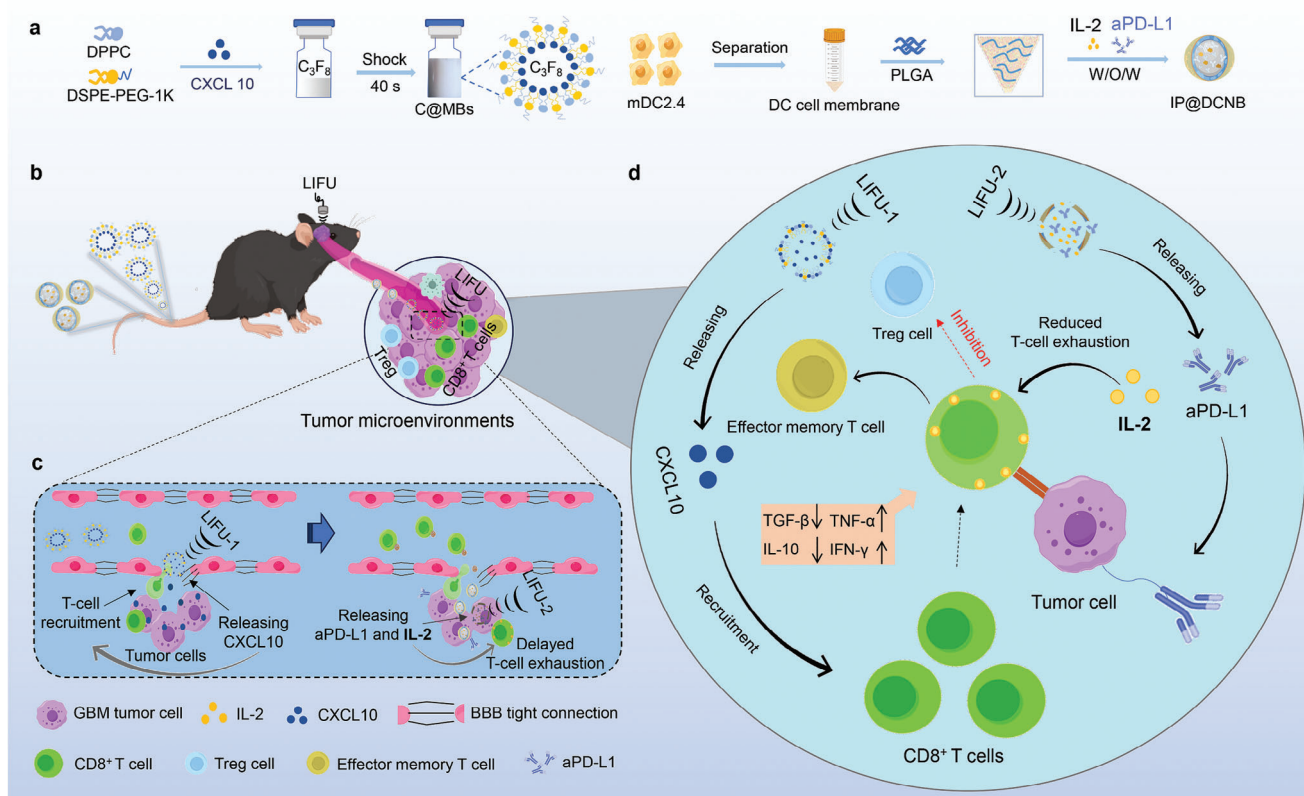 a
DPPC
DSPE-PEG-1K
CXCL 10
C₃F₈
Shock
40 s
C@MBs
C₃F₈
mDC2.4
Separation
DC cell membrane
PLGA
IL-2 aPD-L1
W/O/W
IP@DCNB
b
LIFU
LIFU
Treg
CD8⁺ T cells
Tumor microenvironments
c
LIFU-1
T-cell
recruitment
Tumor cells
Releasing
CXCL10
LIFU-2
Releasing
aPD-L1 and IL-2
Delayed
T-cell exhaustion
d
LIFU-1
LIFU-2
Releasing
Releasing
Treg cell
Inhibition
Reduced
T-cell exhaustion
Effector memory T cell
IL-2
aPD-L1
CXCL10
TGF-β↓ TNF-α↑
IL-10 ↓ IFN-γ ↑
Tumor cell
Recruitment
CD8⁺ T cells
GBM tumor cell
IL-2
CXCL10
BBB tight connection
CD8⁺ T cell
Treg cell
Effector memory T cell
aPD-L1